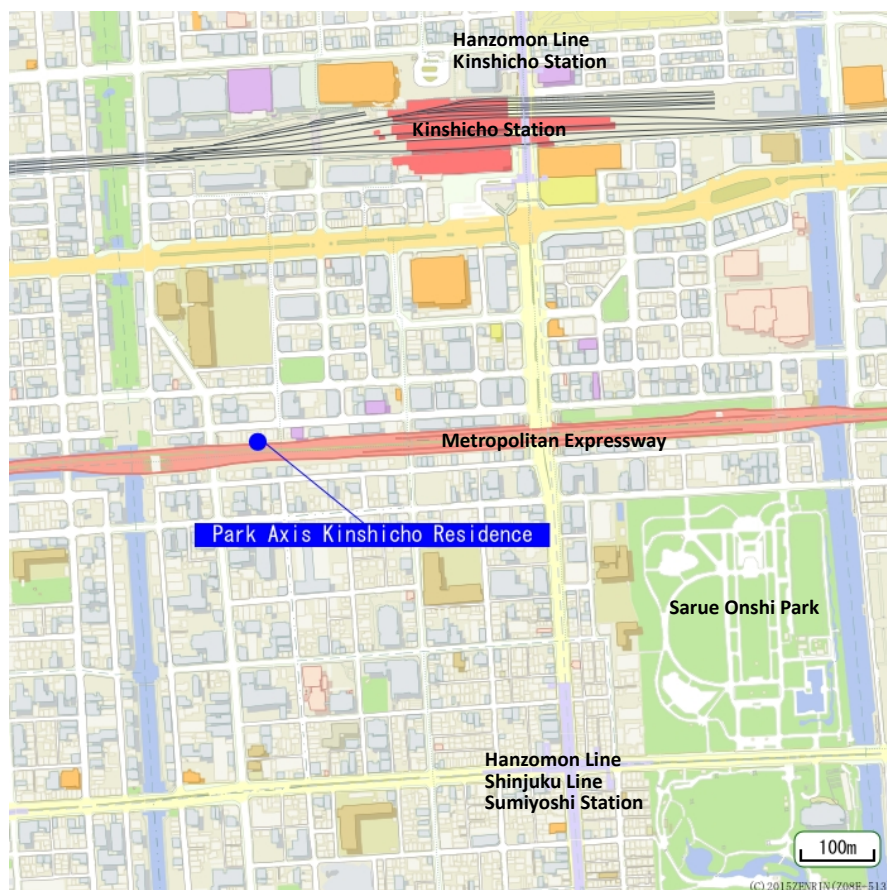 Hanzomon Line
Kinshicho Station
Kinshicho Station
Metropolitan Expressway
Park Axis Kinshicho Residence
Sarue Onshi Park
Hanzomon Line
Shinjuku Line
Sumiyoshi Station
100m